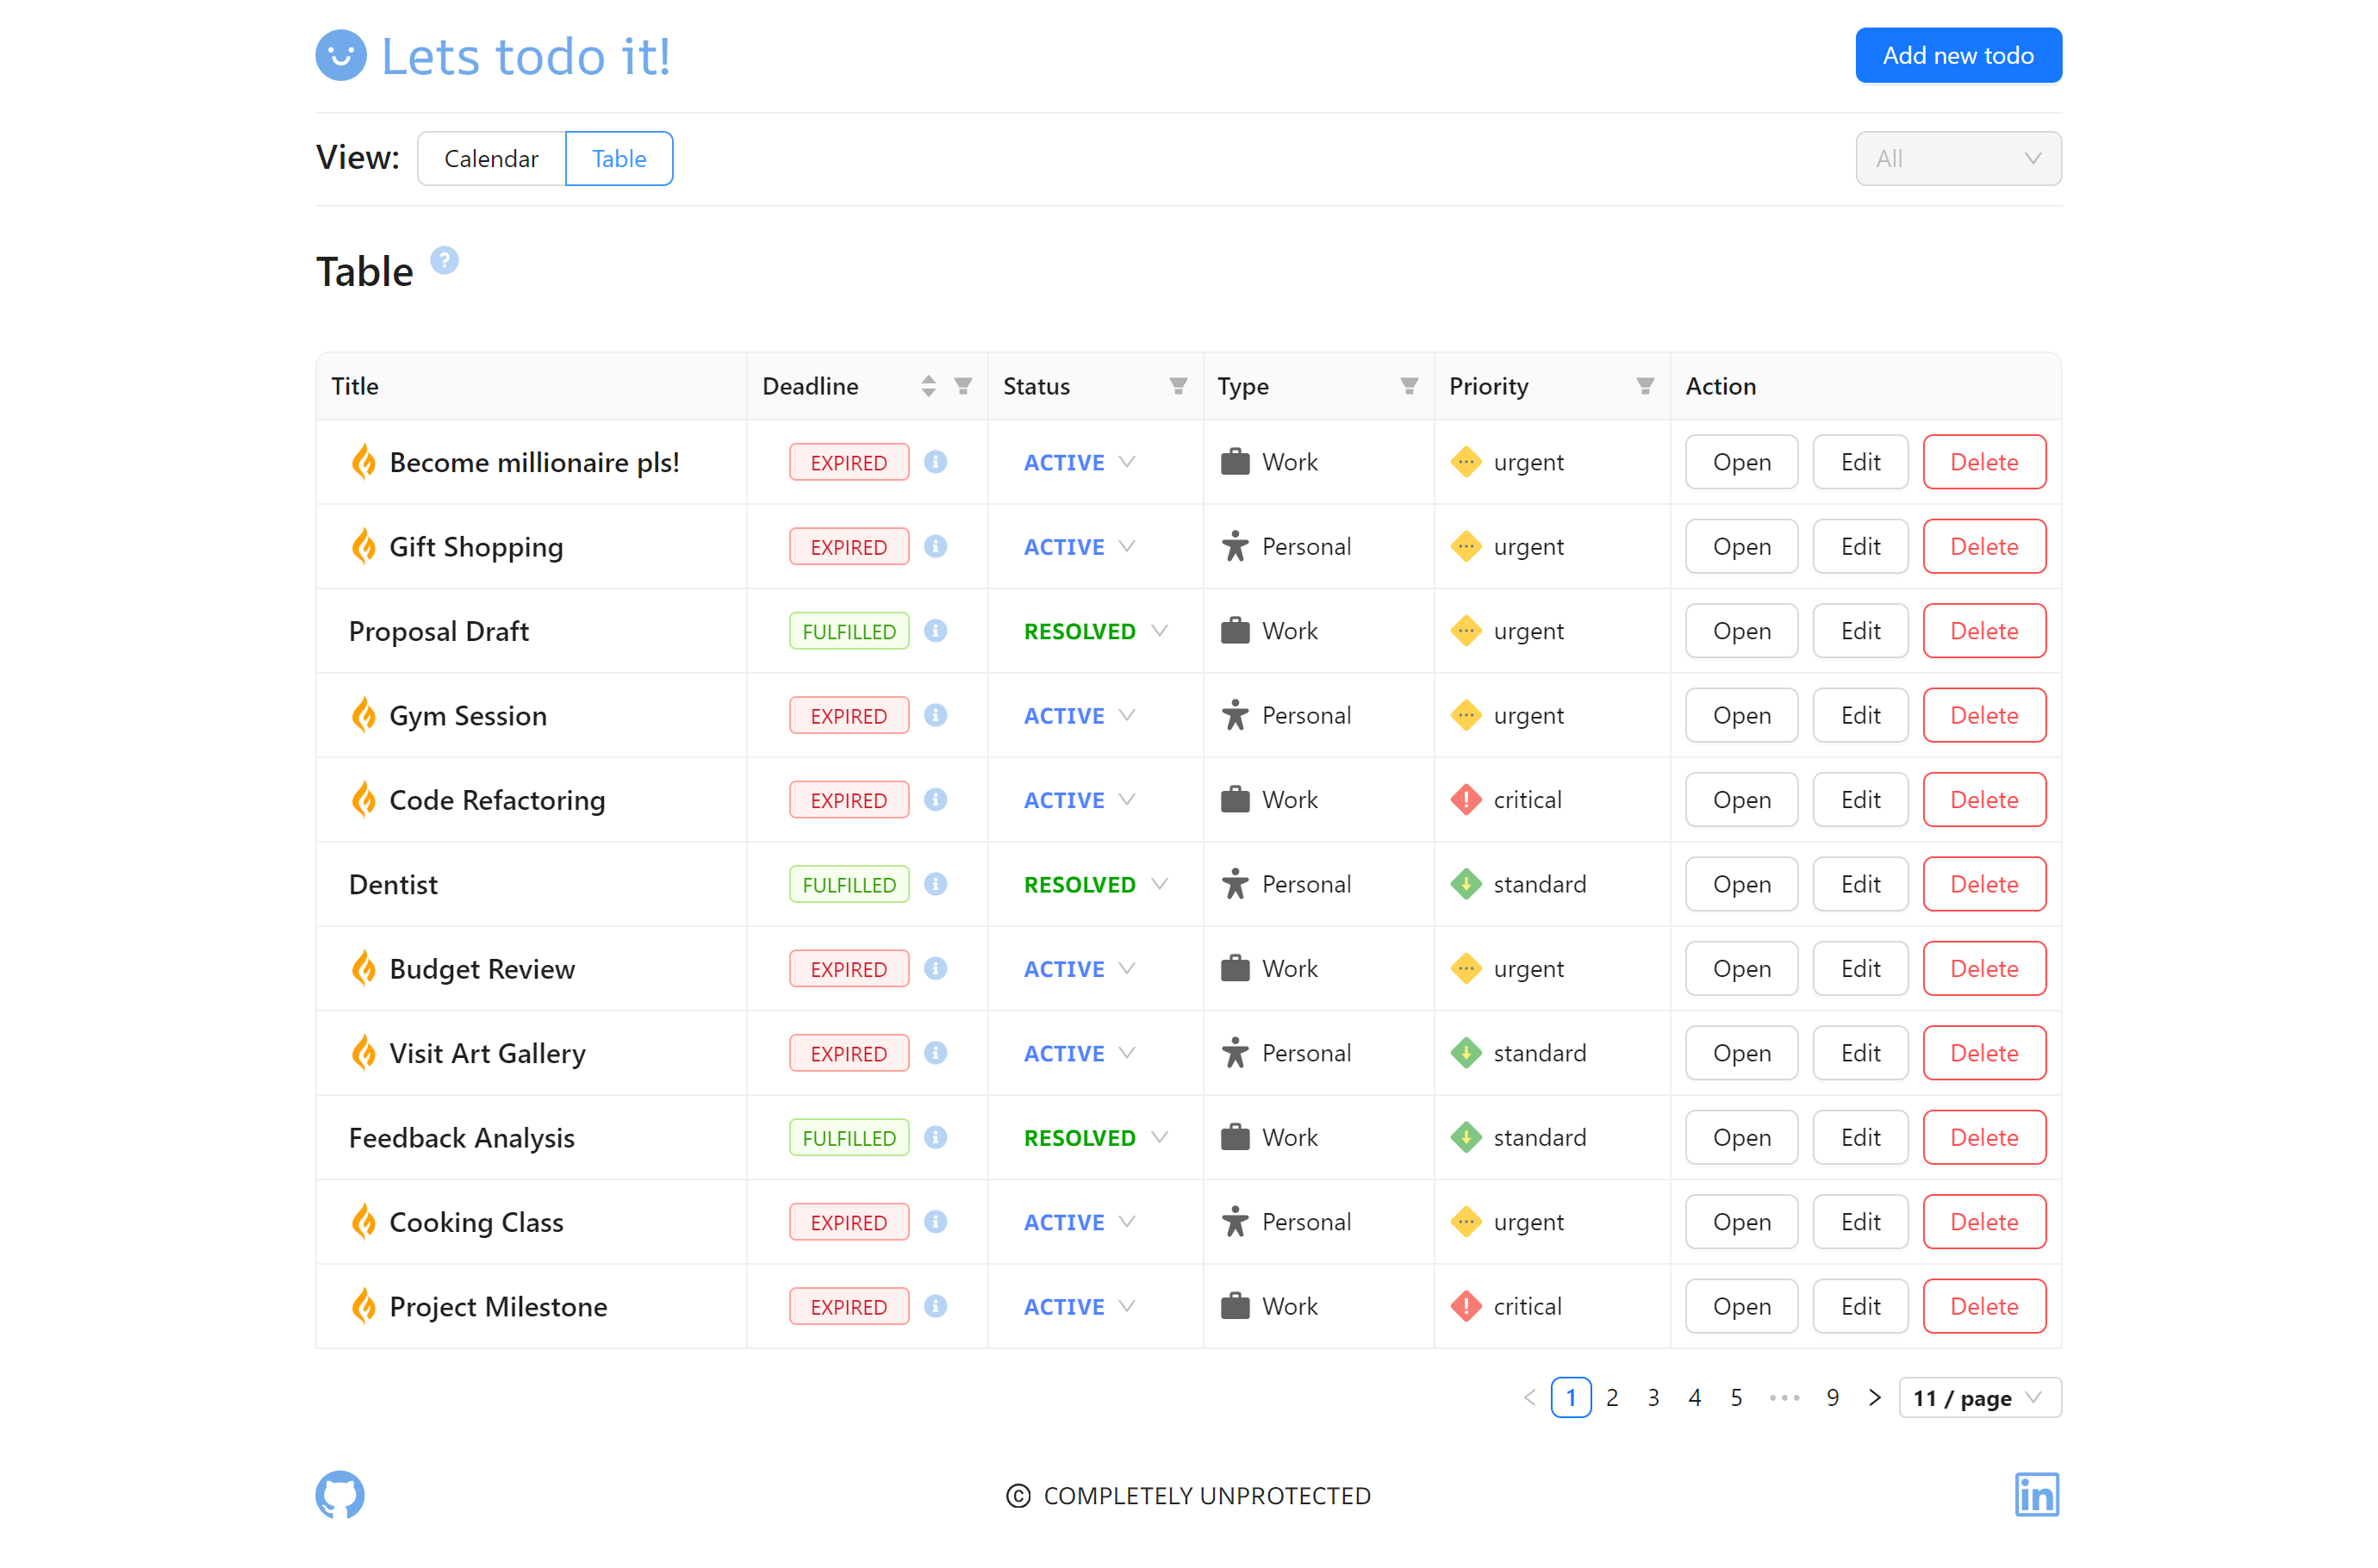 Lets todo it! Add new todo
View: Calendar Table All
Table ?
Title Deadline Status Type Priority Action
Become millionaire pls! EXPIRED ACTIVE Work urgent Open Edit Delete
Gift Shopping EXPIRED ACTIVE Personal urgent Open Edit Delete
Proposal Draft FULFILLED RESOLVED Work urgent Open Edit Delete
Gym Session EXPIRED ACTIVE Personal urgent Open Edit Delete
Code Refactoring EXPIRED ACTIVE Work critical Open Edit Delete
Dentist FULFILLED RESOLVED Personal standard Open Edit Delete
Budget Review EXPIRED ACTIVE Work urgent Open Edit Delete
Visit Art Gallery EXPIRED ACTIVE Personal standard Open Edit Delete
Feedback Analysis FULFILLED RESOLVED Work standard Open Edit Delete
Cooking Class EXPIRED ACTIVE Personal urgent Open Edit Delete
Project Milestone EXPIRED ACTIVE Work critical Open Edit Delete
< 1 2 3 4 5 ••• 9 > 11 / page
© COMPLETELY UNPROTECTED in